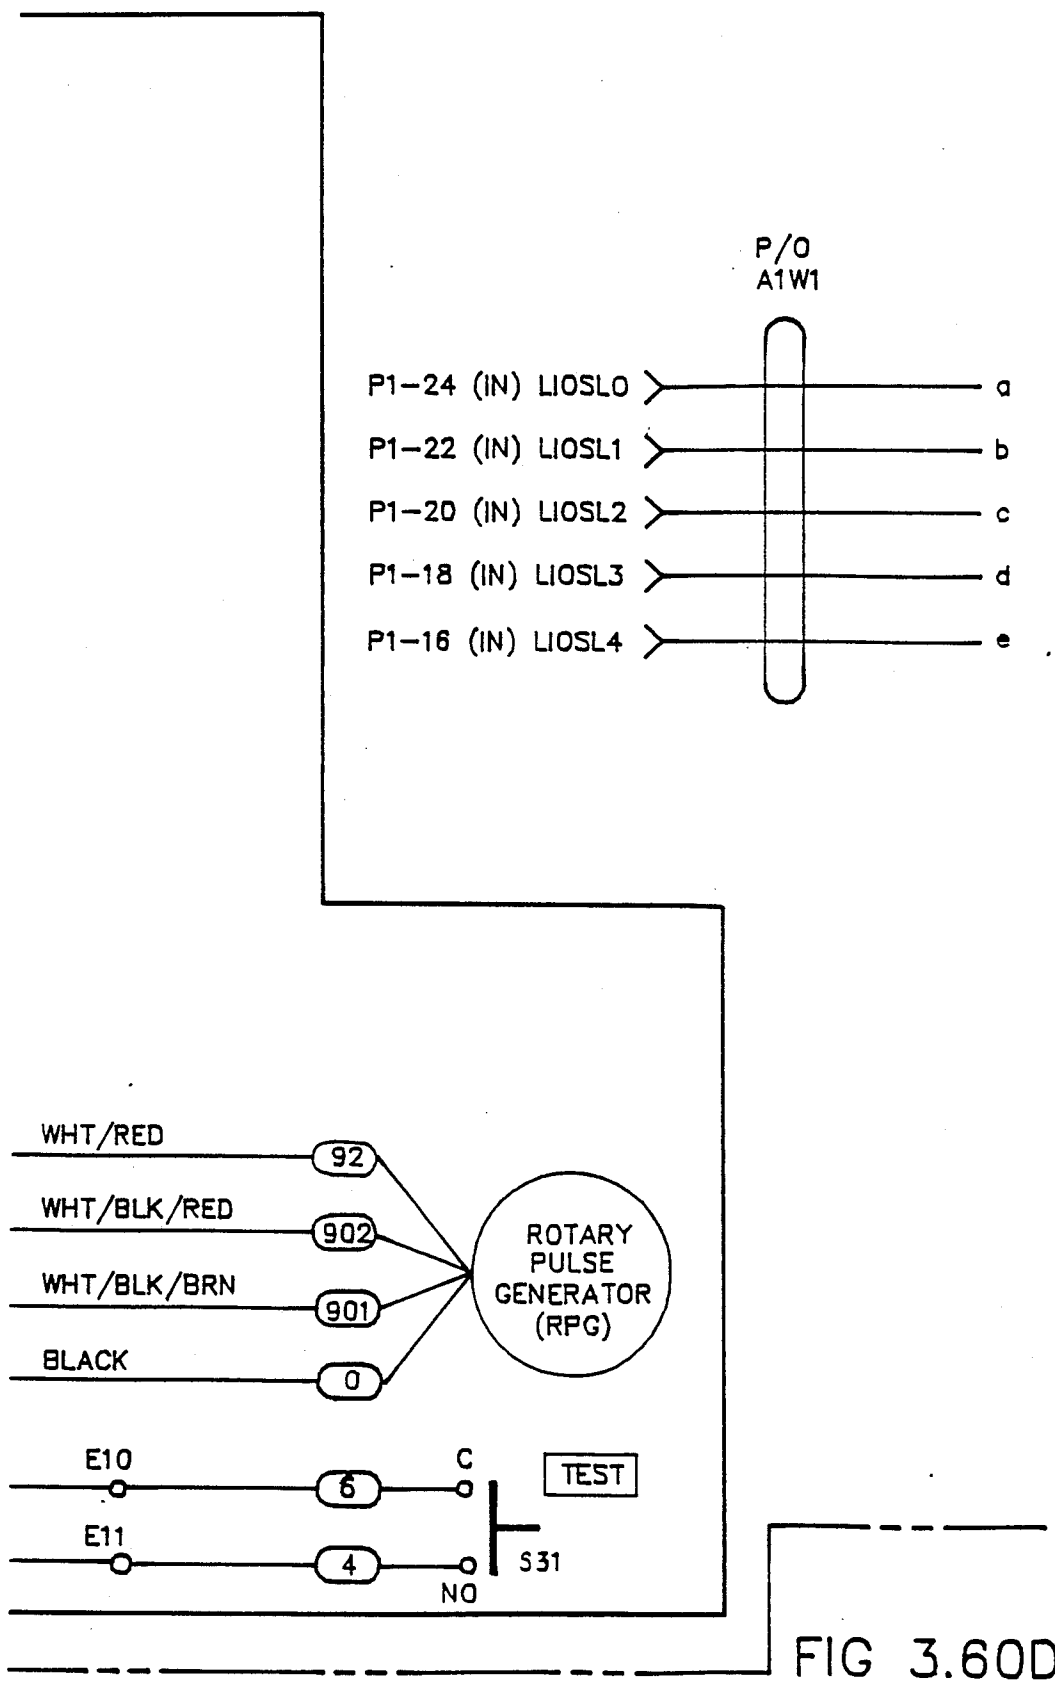 P/O
A1W1
P1-24 (IN) LIOSL0 a
P1-22 (IN) LIOSL1 b
P1-20 (IN) LIOSL2 c
P1-18 (IN) LIOSL3 d
P1-16 (IN) LIOSL4 e
WHT/RED 92
WHT/BLK/RED 902
WHT/BLK/BRN 901
BLACK 0
ROTARY
PULSE
GENERATOR
(RPG)
E10 6 C
TEST
E11 4 NO
S31
FIG 3.60D